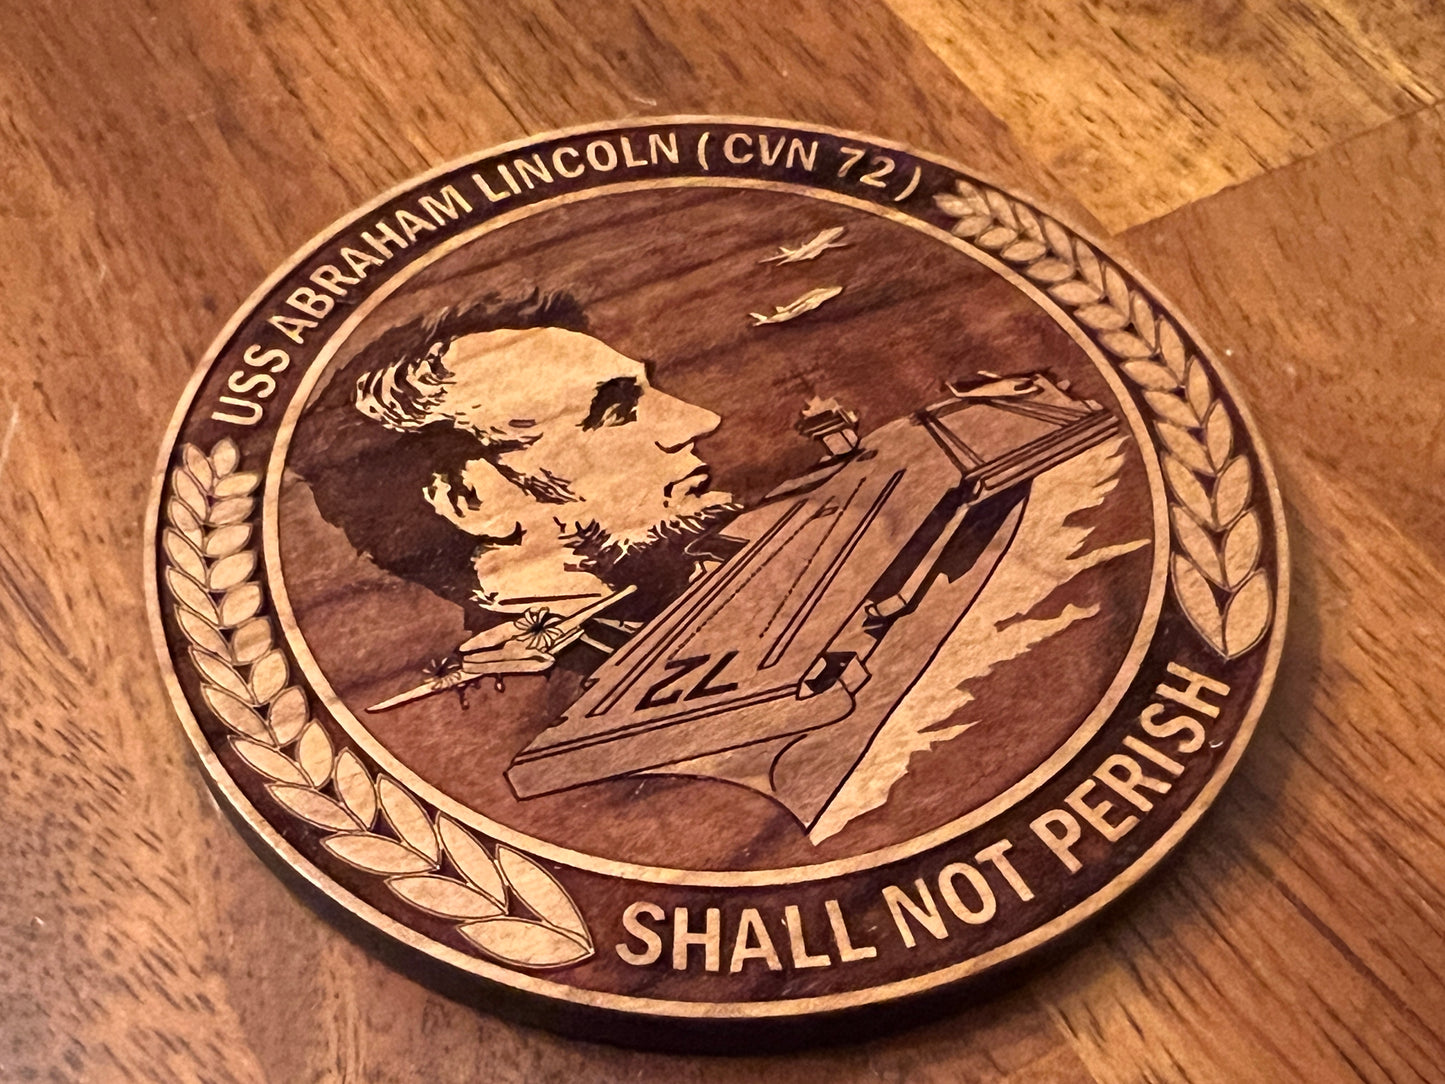 USS ABRAHAM LINCOLN (CVN 72)
72
SHALL NOT PERISH